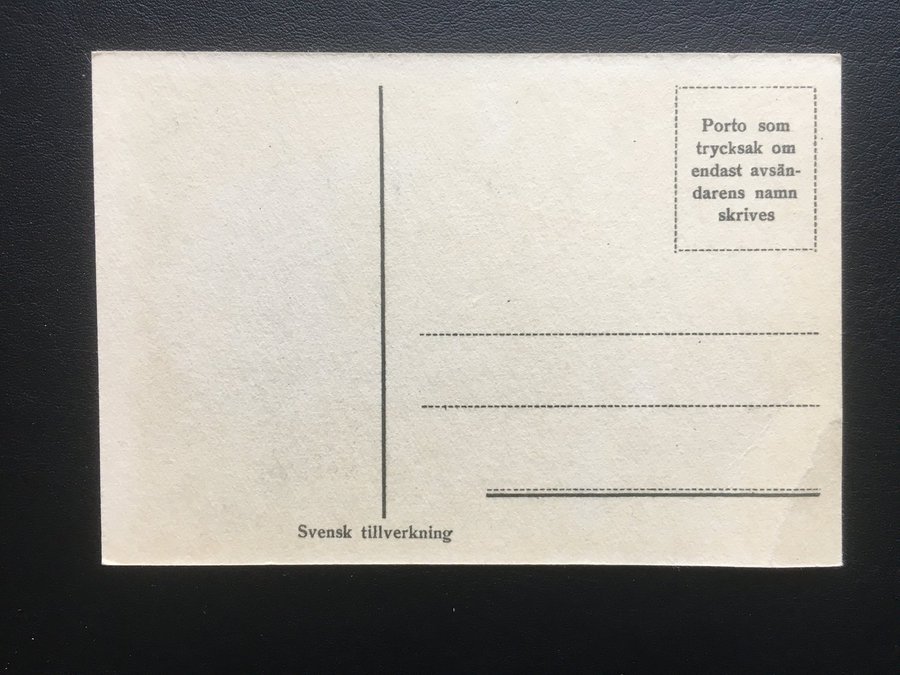 Porto som
trycksak om
endast avsän-
darens namn
skrives
Svensk tillverkning